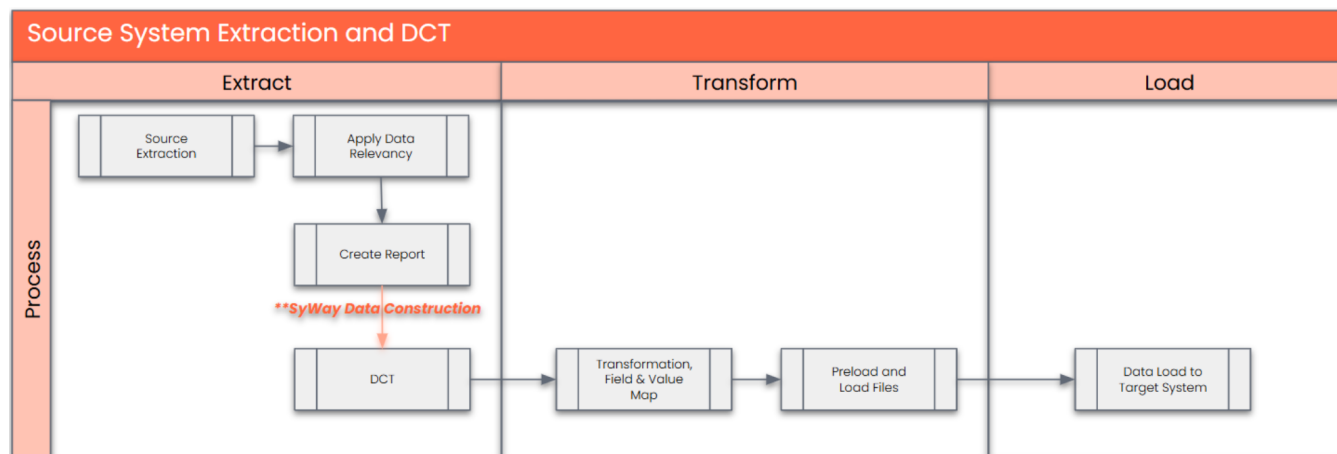 Source System Extraction and DCT
Extract
Transform
Load
Process
Source
Extraction
Apply Data
Relevancy
Create Report
**SyWay Data Construction
DCT
Transformation,
Field & Value
Map
Preload and
Load Files
Data Load to
Target System